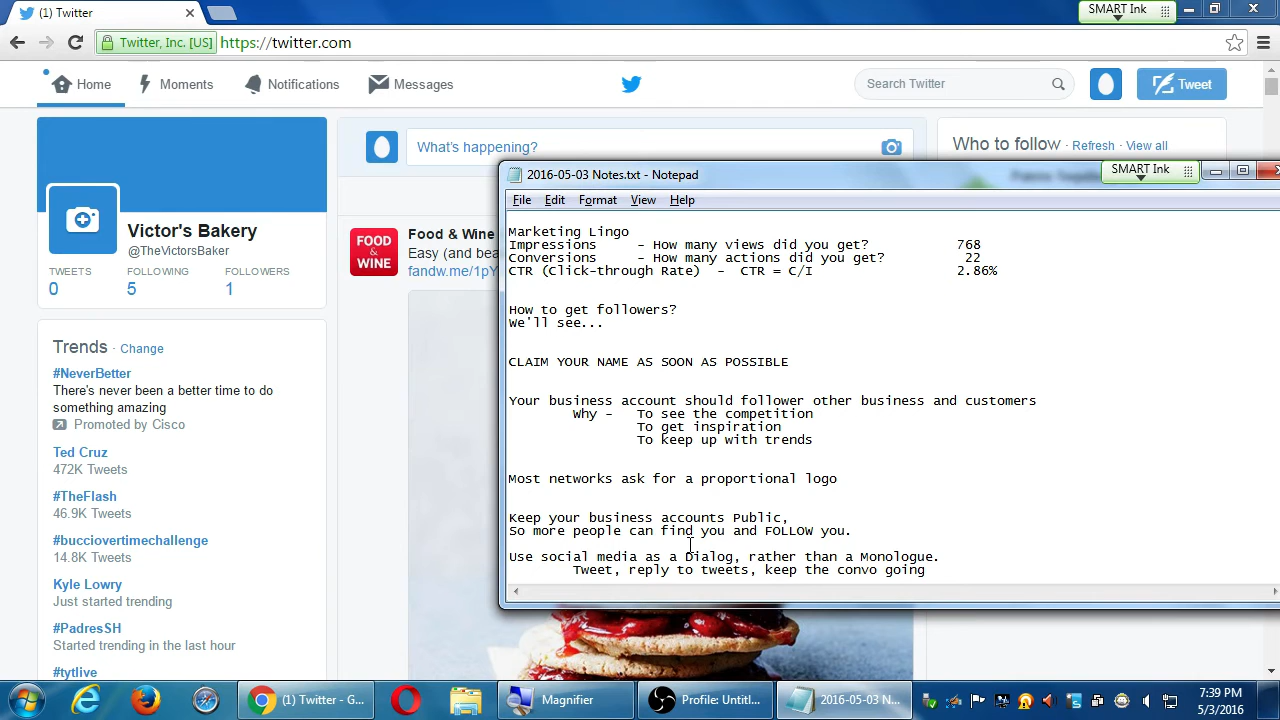 (1) Twitter
SMART Ink
Twitter, Inc. [US]
https://twitter.com
Home
Moments
Notifications
Messages
Search Twitter
Tweet
What's happening?
Who to follow · Refresh · View all
Victor's Bakery
@TheVictorsBaker
TWEETS
FOLLOWING
FOLLOWERS
0
5
1
Trends · Change
#NeverBetter
There's never been a better time to do
something amazing
Promoted by Cisco
Ted Cruz
472K Tweets
#TheFlash
46.9K Tweets
#bucciovertimechallenge
14.8K Tweets
Kyle Lowry
Just started trending
#PadresSH
Started trending in the last hour
#tytlive
FOOD
&
WINE
Food & Wine
Easy (and bea
fandw.me/1pY
2016-05-03 Notes.txt - Notepad
SMART Ink
File Edit Format View Help
Marketing Lingo
Impressions - How many views did you get? 768
Conversions - How many actions did you get? 22
CTR (Click-through Rate) - CTR = C/I 2.86%
How to get followers?
We'll see...
CLAIM YOUR NAME AS SOON AS POSSIBLE
Your business account should follower other business and customers
Why - To see the competition
To get inspiration
To keep up with trends
Most networks ask for a proportional logo
Keep your business accounts Public,
So more people can find you and FOLLOW you.
Use social media as a Dialog, rather than a Monologue.
Tweet, reply to tweets, keep the convo going
(1) Twitter - G...
Magnifier
Profile: Untitl...
2016-05-03 N...
7:39 PM
5/3/2016